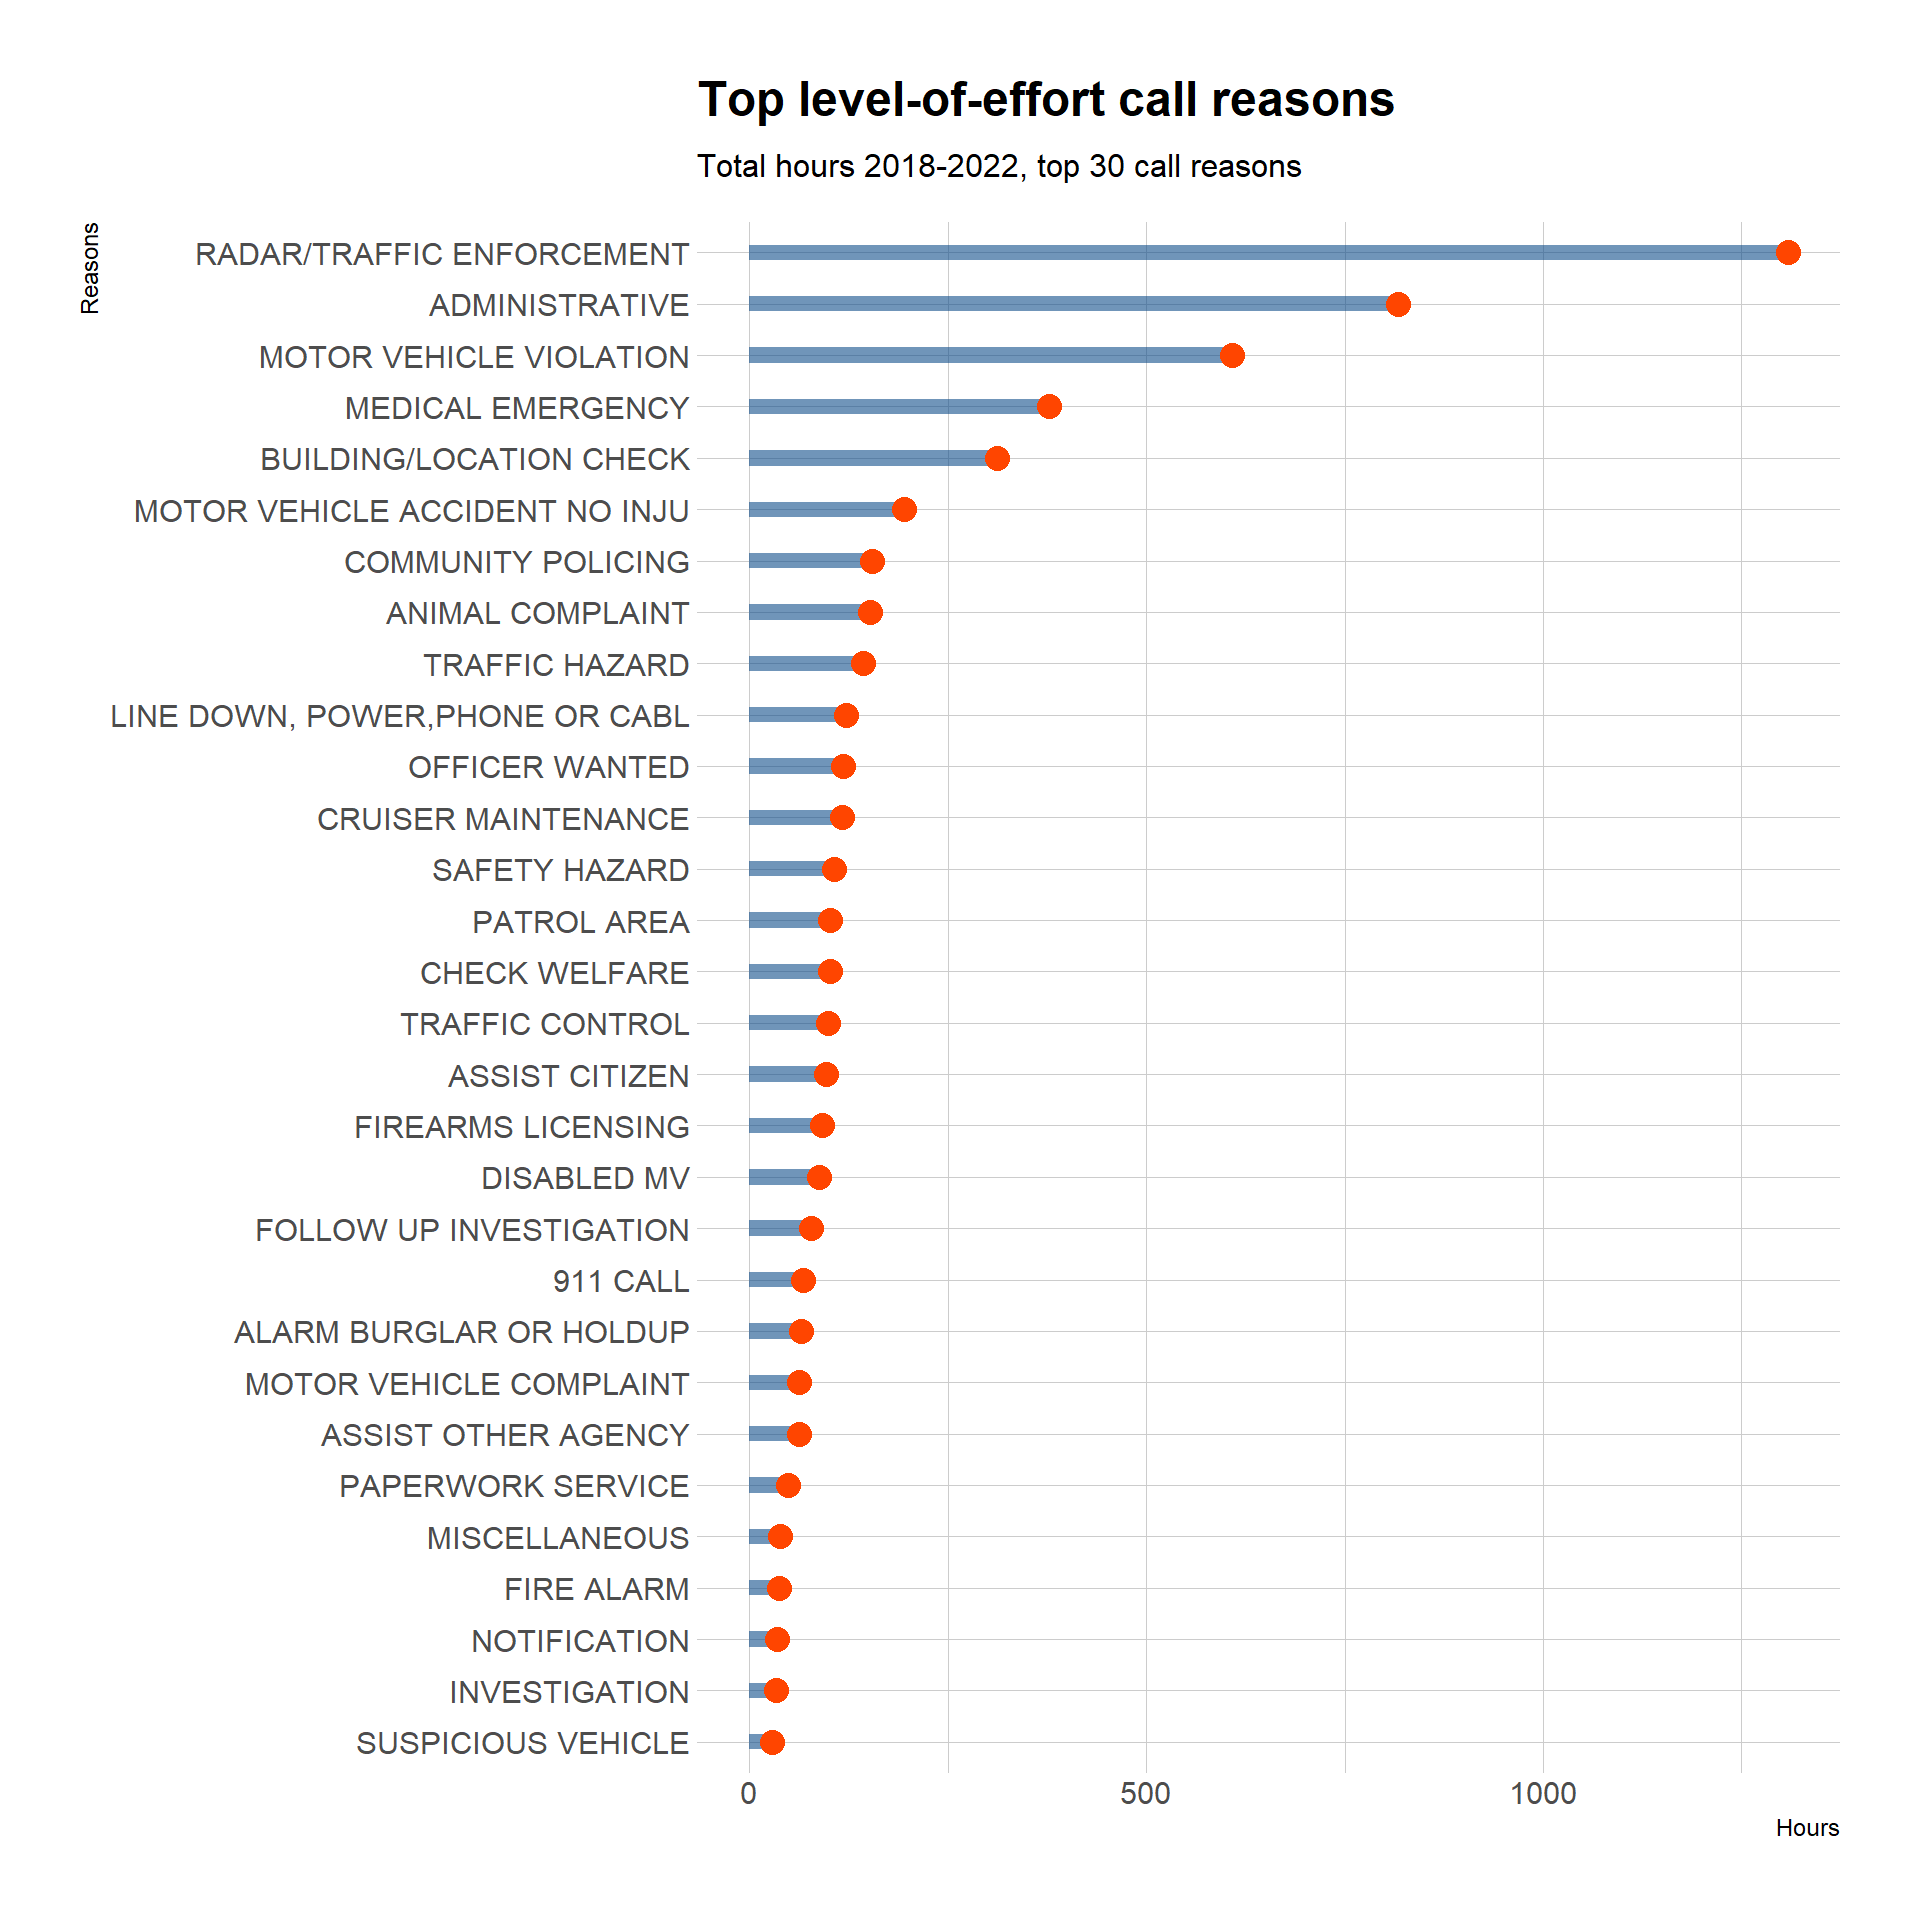 Top level-of-effort call reasons
Total hours 2018-2022, top 30 call reasons
Reasons
RADAR/TRAFFIC ENFORCEMENT
ADMINISTRATIVE
MOTOR VEHICLE VIOLATION
MEDICAL EMERGENCY
BUILDING/LOCATION CHECK
MOTOR VEHICLE ACCIDENT NO INJU
COMMUNITY POLICING
ANIMAL COMPLAINT
TRAFFIC HAZARD
LINE DOWN, POWER,PHONE OR CABL
OFFICER WANTED
CRUISER MAINTENANCE
SAFETY HAZARD
PATROL AREA
CHECK WELFARE
TRAFFIC CONTROL
ASSIST CITIZEN
FIREARMS LICENSING
DISABLED MV
FOLLOW UP INVESTIGATION
911 CALL
ALARM BURGLAR OR HOLDUP
MOTOR VEHICLE COMPLAINT
ASSIST OTHER AGENCY
PAPERWORK SERVICE
MISCELLANEOUS
FIRE ALARM
NOTIFICATION
INVESTIGATION
SUSPICIOUS VEHICLE
0 500 1000
Hours